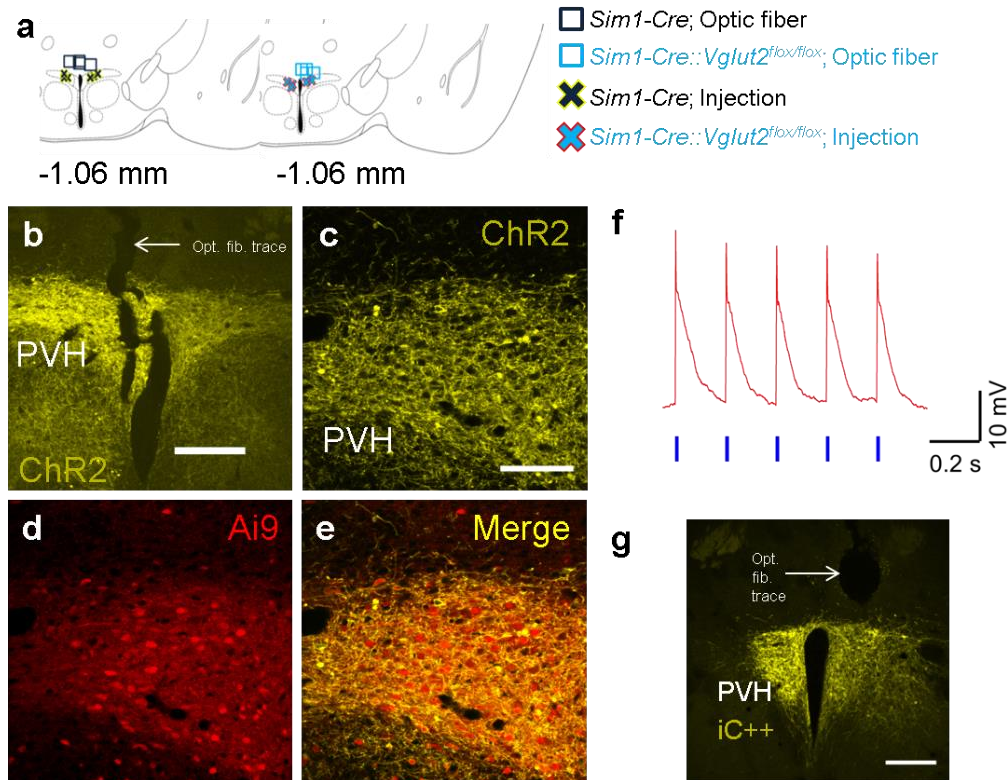 a
Sim1-Cre; Optic fiber
Sim1-Cre::Vglut2flox/flox; Optic fiber
Sim1-Cre; Injection
Sim1-Cre::Vglut2flox/flox; Injection
-1.06 mm
-1.06 mm
b
Opt. fib. trace
PVH
ChR2
c
ChR2
PVH
f
10 mV
0.2 s
d
Ai9
e
Merge
g
Opt.
fib.
trace
PVH
iC++